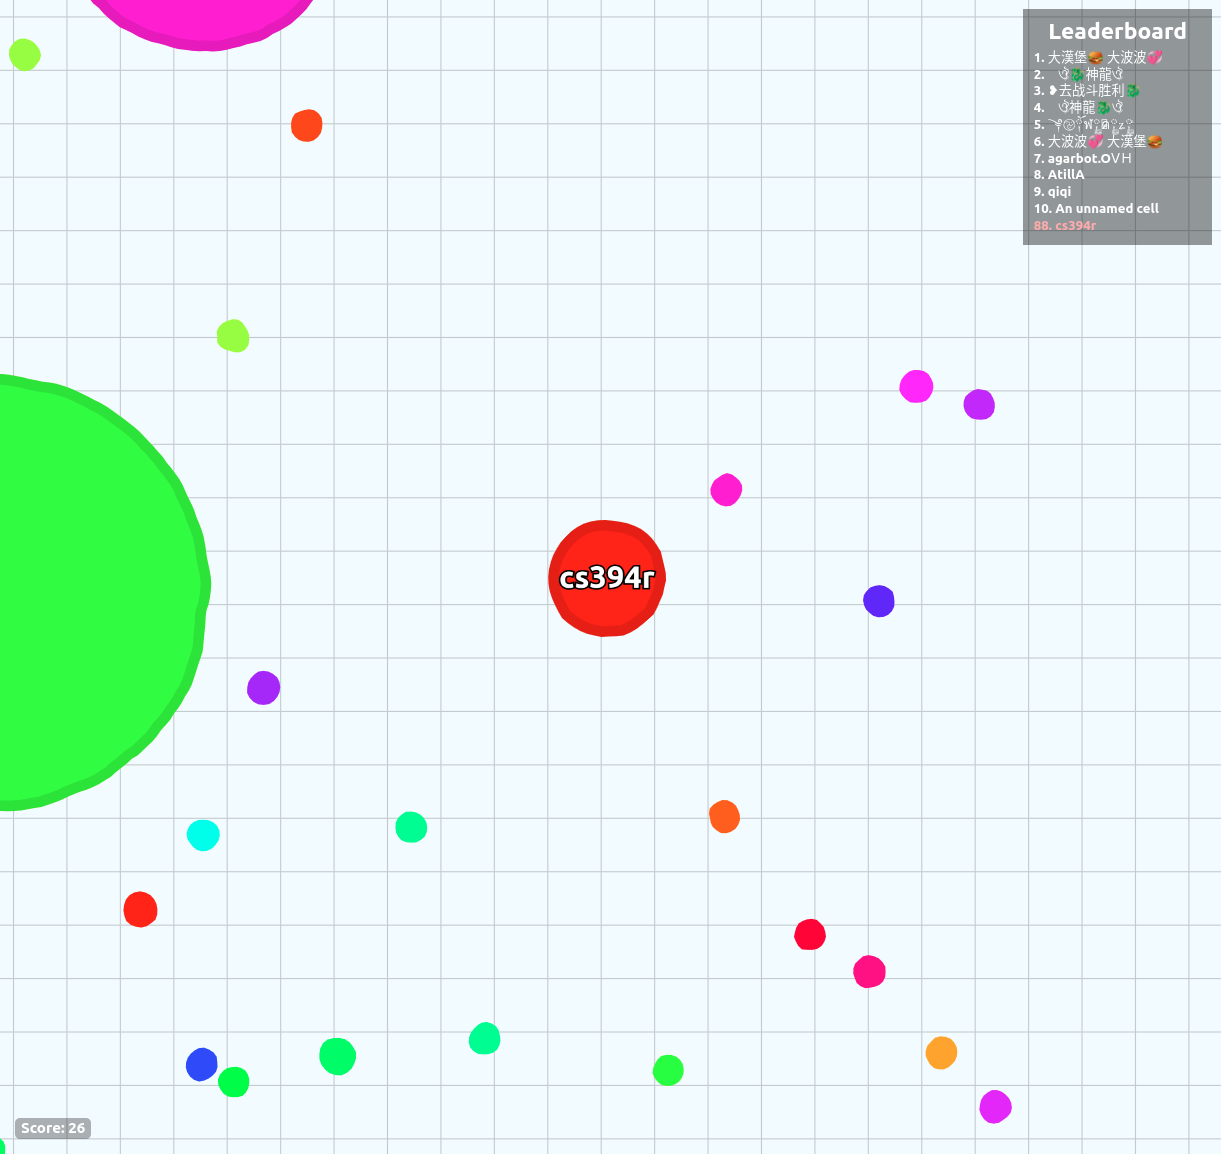 Leaderboard
1. 大漢堡🍔 大波波💞
2. 🐉神龍
3. ❥去战斗胜利🐉
4. 神龍🐉
5.
6. 大波波💞 大漢堡🍔
7. agarbot.OVH
8. AtillA
9. qiqi
10. An unnamed cell
88. cs394r
cs394r
Score: 26